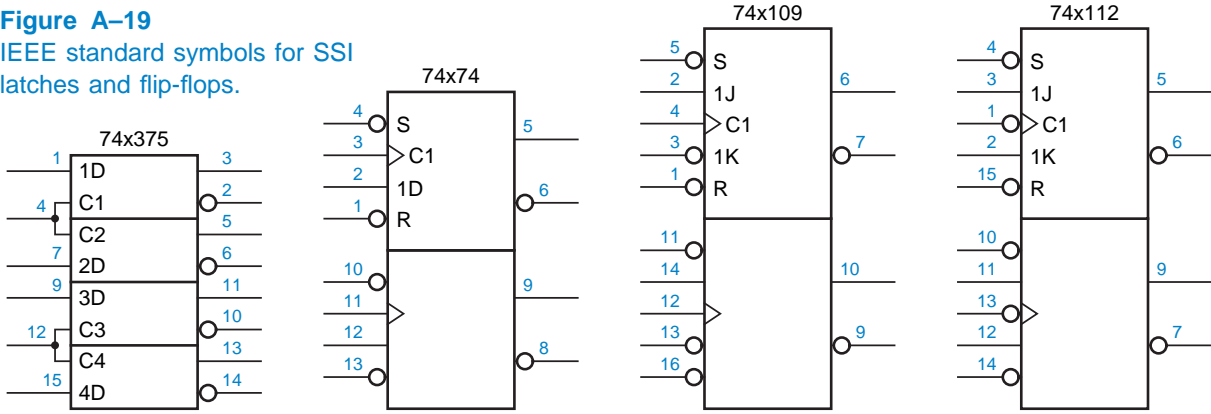 Figure A–19
IEEE standard symbols for SSI
latches and flip-flops.
74x375
1 1D 3
4 C1 2
C2 5
7 2D 6
9 3D 11
12 C3 10
C4 13
15 4D 14
74x74
4 S 5
3 C1
2 1D 6
1 R
10 9
11
12 8
13
74x109
5 S
2 1J 6
4 C1
3 1K 7
1 R
11
14 10
12
13 9
16
74x112
4 S
3 1J 5
1 C1
2 1K 6
15 R
10
11 9
13
12 7
14